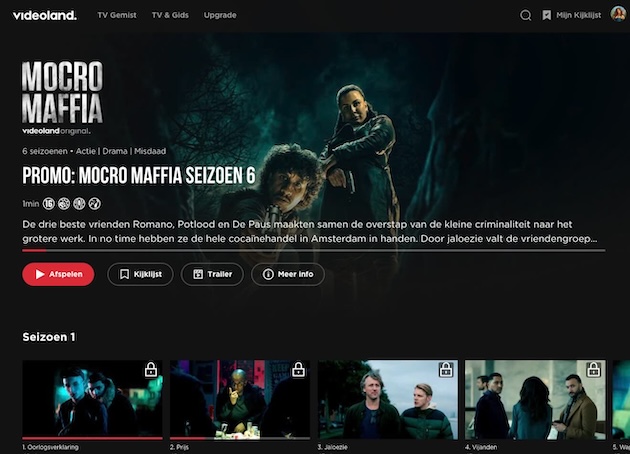 videoland.
TV Gemist
TV & Gids
Upgrade
Mijn Kijklijst
MOCRO
MAFFIA
videoland original.
6 seizoenen • Actie | Drama | Misdaad
PROMO: MOCRO MAFFIA SEIZOEN 6
1min 16
De drie beste vrienden Romano, Potlood en De Paus maakten samen de overstap van de kleine criminaliteit naar het
grotere werk. In no time hebben ze de hele cocaïnehandel in Amsterdam in handen. Door jaloezie valt de vriendengroep...
Afspelen
Kijklijst
Trailer
Meer info
Seizoen 1
1. Oorlogsverklaring
2. Prijs
3. Jaloezie
4. Vijanden